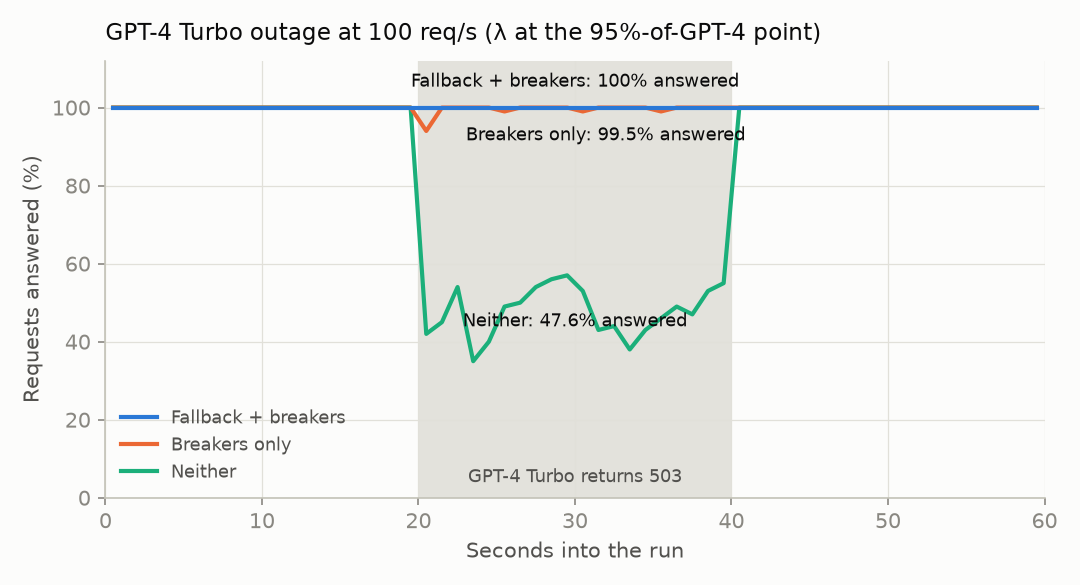 GPT-4 Turbo outage at 100 req/s (λ at the 95%-of-GPT-4 point)
Fallback + breakers: 100% answered
Breakers only: 99.5% answered
Neither: 47.6% answered
GPT-4 Turbo returns 503
Requests answered (%)
100
80
60
40
20
0
Fallback + breakers
Breakers only
Neither
0 10 20 30 40 50 60
Seconds into the run